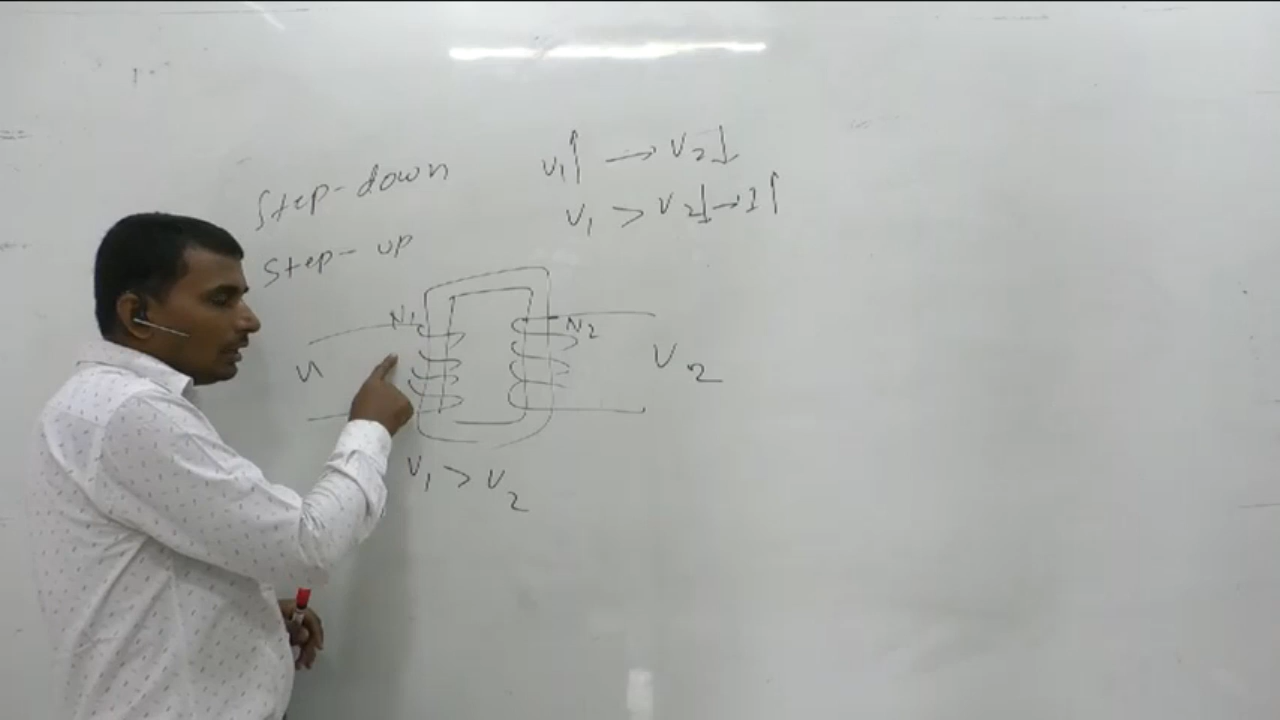 Step-down
Step-up
V₁↑ → V₂↓
V₁ > V₂↓→I↑
N₁
N₂
V₁
V₂
V₁ > V₂